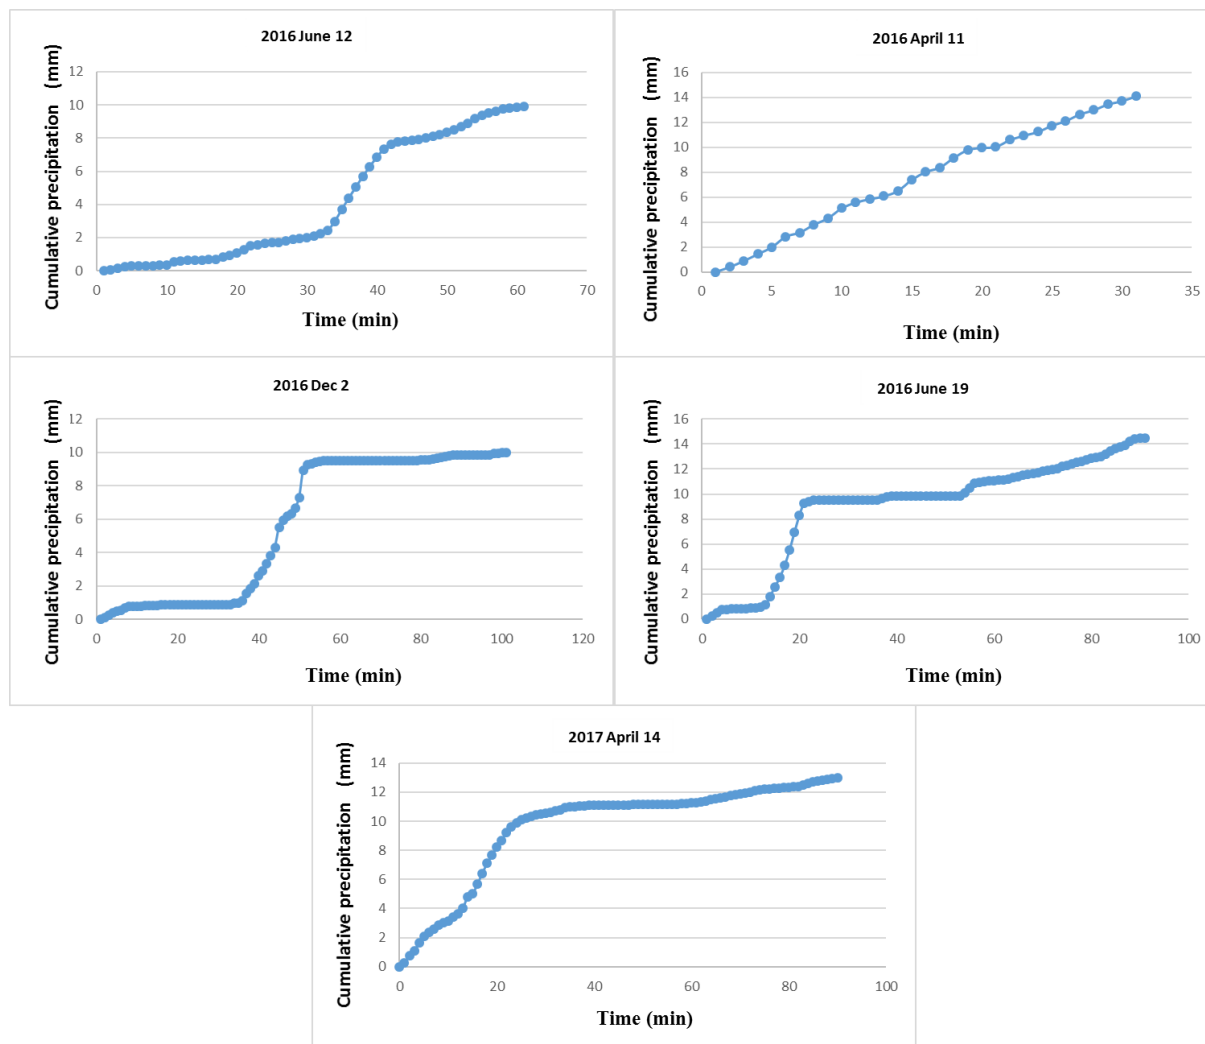 2016 June 12
Cumulative precipitation (mm)
12
10
8
6
4
2
0
0 10 20 30 40 50 60 70
Time (min)
2016 April 11
Cumulative precipitation (mm)
16
14
12
10
8
6
4
2
0
0 5 10 15 20 25 30 35
Time (min)
2016 Dec 2
Cumulative precipitation (mm)
12
10
8
6
4
2
0
0 20 40 60 80 100 120
Time (min)
2016 June 19
Cumulative precipitation (mm)
16
14
12
10
8
6
4
2
0
0 20 40 60 80 100
Time (min)
2017 April 14
Cumulative precipitation (mm)
14
12
10
8
6
4
2
0
0 20 40 60 80 100
Time (min)